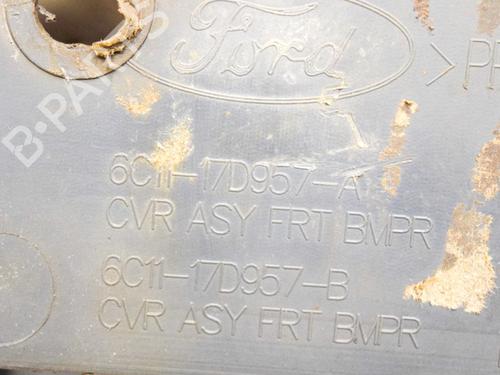 B-PARTS
Ford
6C11-17D957-A
CVR ASY FRT BMPR
6C11-17D957-B
CVR ASY FRT BMPR